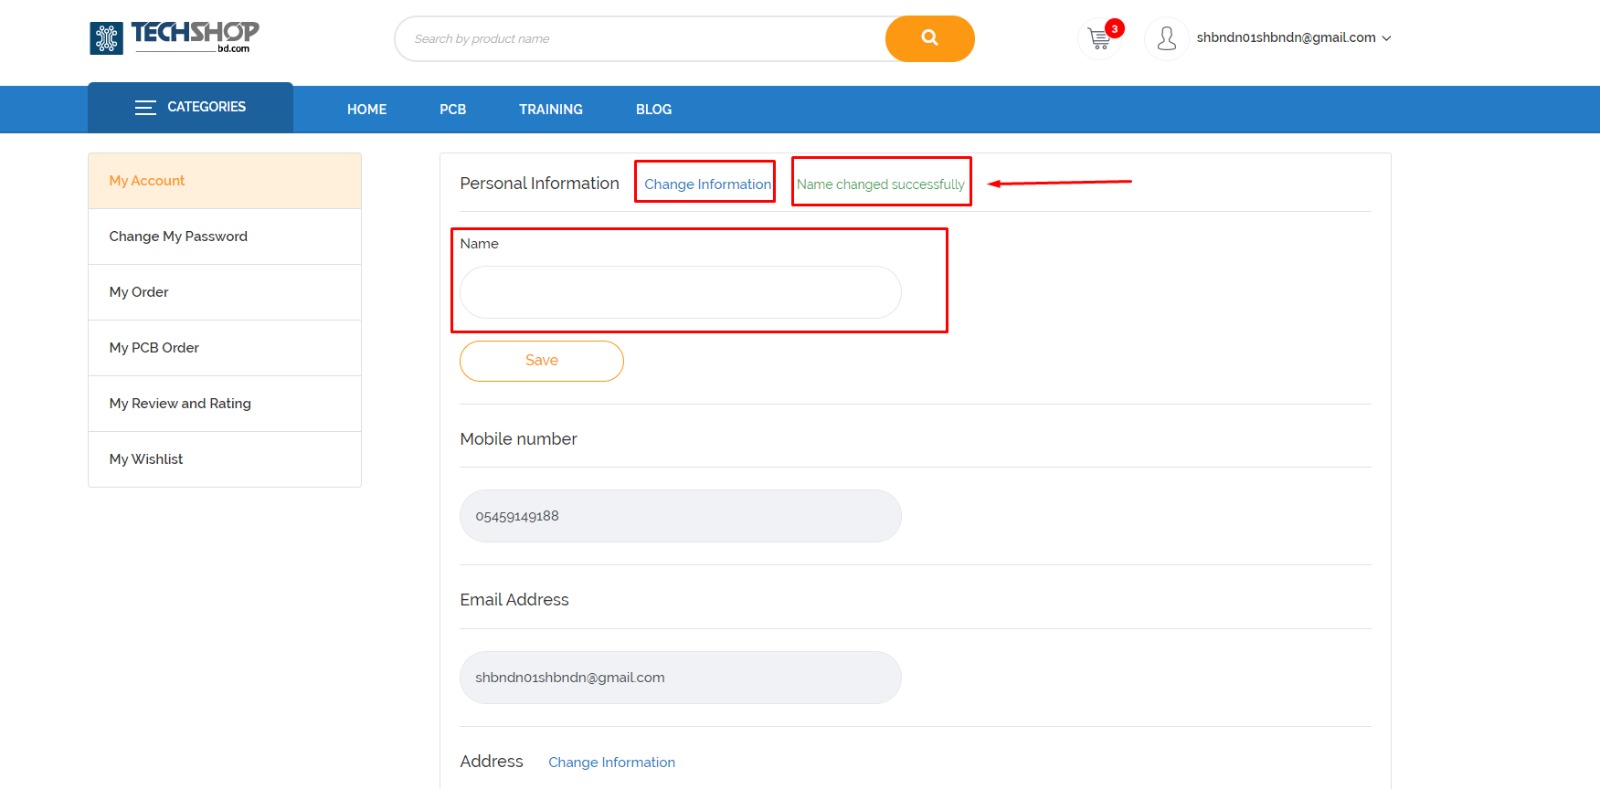 TECHSHOP
bd.com
Search by product name
3
shbndn01shbndn@gmail.com
CATEGORIES
HOME
PCB
TRAINING
BLOG
My Account
Change My Password
My Order
My PCB Order
My Review and Rating
My Wishlist
Personal Information Change Information Name changed successfully
Name
Save
Mobile number
05459149188
Email Address
shbndn01shbndn@gmail.com
Address Change Information